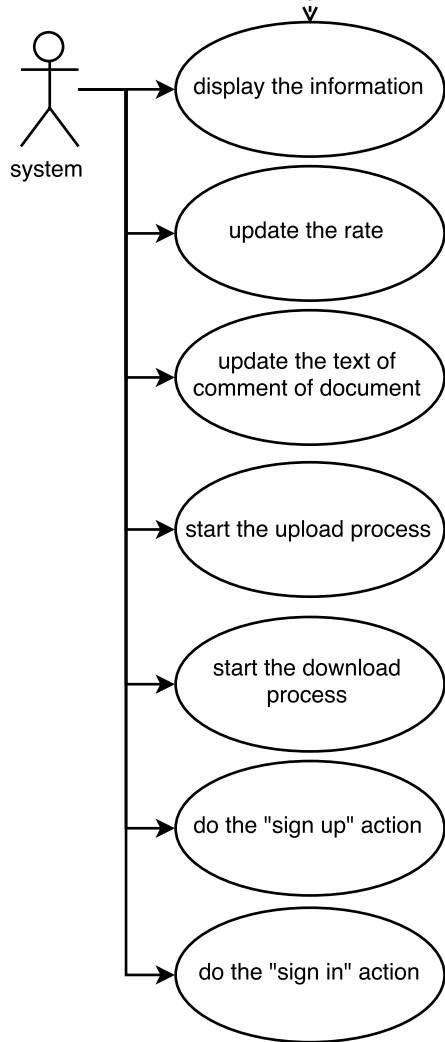 display the information
system
update the rate
update the text of
comment of document
start the upload process
start the download
process
do the "sign up" action
do the "sign in" action